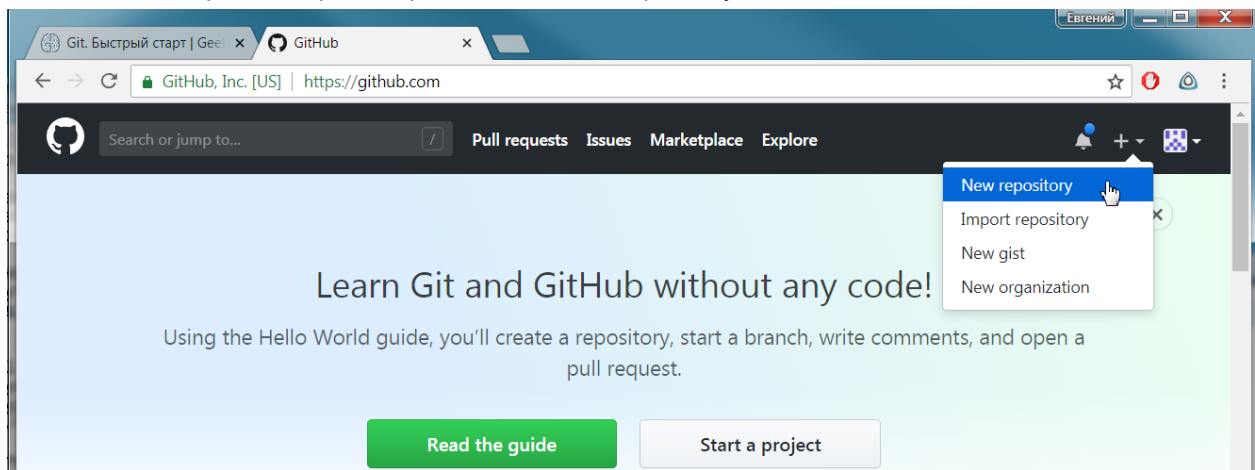 Евгений
Git. Быстрый старт | Geel
GitHub
GitHub, Inc. [US] | https://github.com
Search or jump to... / Pull requests Issues Marketplace Explore
New repository
Import repository
New gist
New organization
Learn Git and GitHub without any code!
Using the Hello World guide, you'll create a repository, start a branch, write comments, and open a
pull request.
Read the guide Start a project